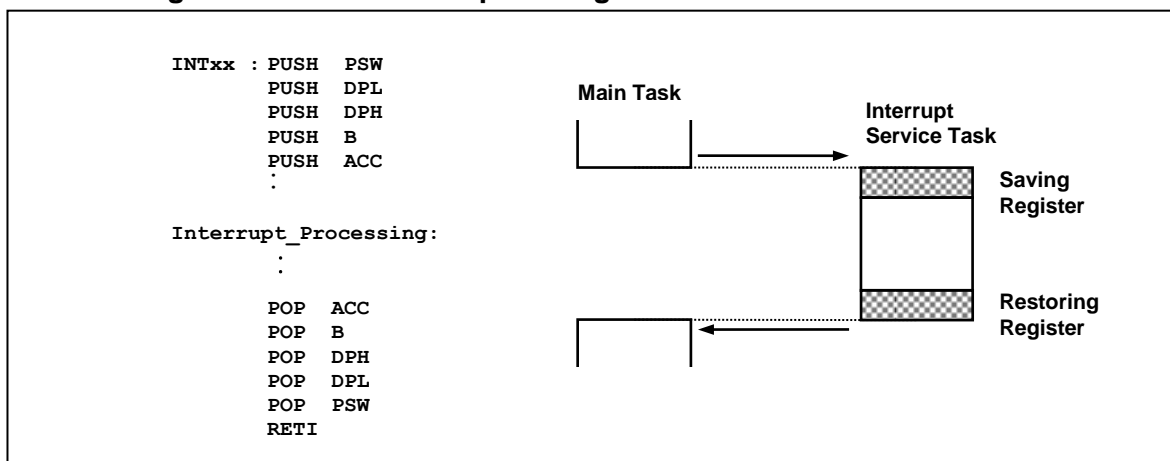 INTxx : PUSH PSW
PUSH DPL
PUSH DPH
PUSH B
PUSH ACC
:
Interrupt_Processing:
:
POP ACC
POP B
POP DPH
POP DPL
POP PSW
RETI
Main Task
Interrupt
Service Task
Saving
Register
Restoring
Register